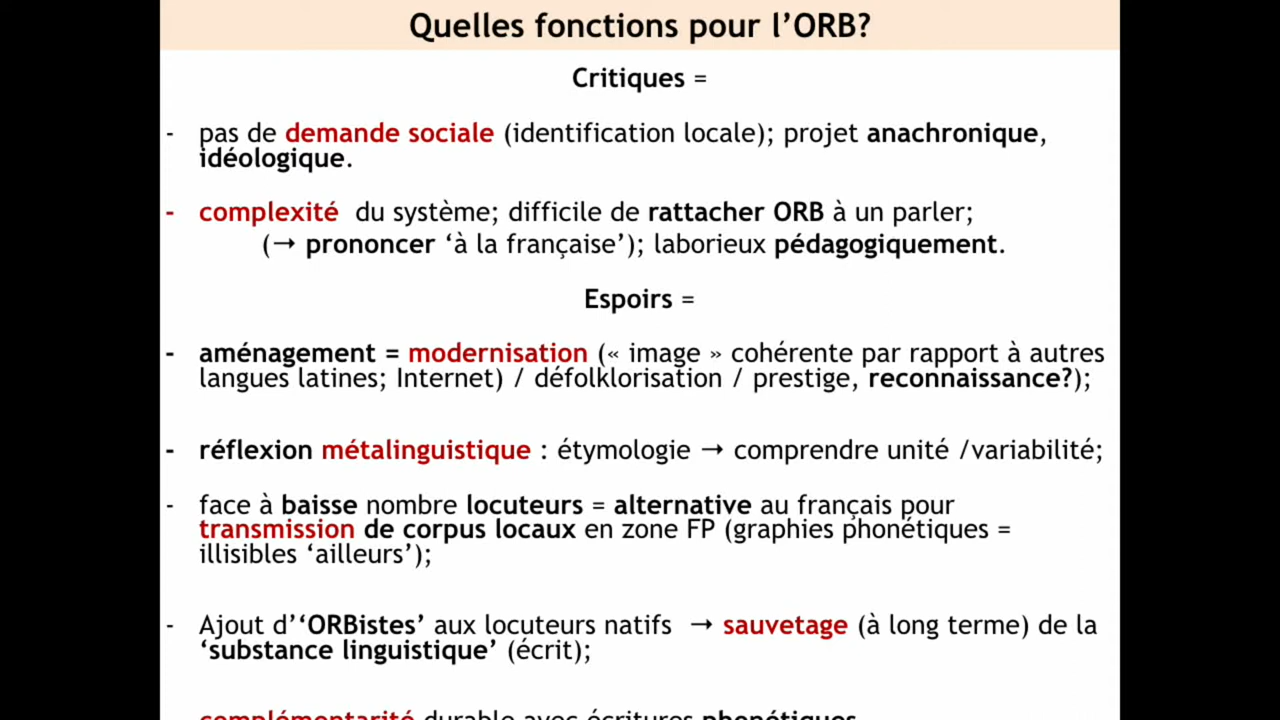 Quelles fonctions pour l’ORB?
Critiques =
- pas de demande sociale (identification locale); projet anachronique,
idéologique.
- complexité du système; difficile de rattacher ORB à un parler;
(→ prononcer ‘à la française’); laborieux pédagogiquement.
Espoirs =
- aménagement = modernisation (« image » cohérente par rapport à autres
langues latines; Internet) / défolklorisation / prestige, reconnaissance?);
- réflexion métalinguistique : étymologie → comprendre unité /variabilité;
- face à baisse nombre locuteurs = alternative au français pour
transmission de corpus locaux en zone FP (graphies phonétiques =
illisibles ‘ailleurs’);
- Ajout d’‘ORBistes’ aux locuteurs natifs → sauvetage (à long terme) de la
‘substance linguistique’ (écrit);
complémentarité durable avec écritures phonétiques